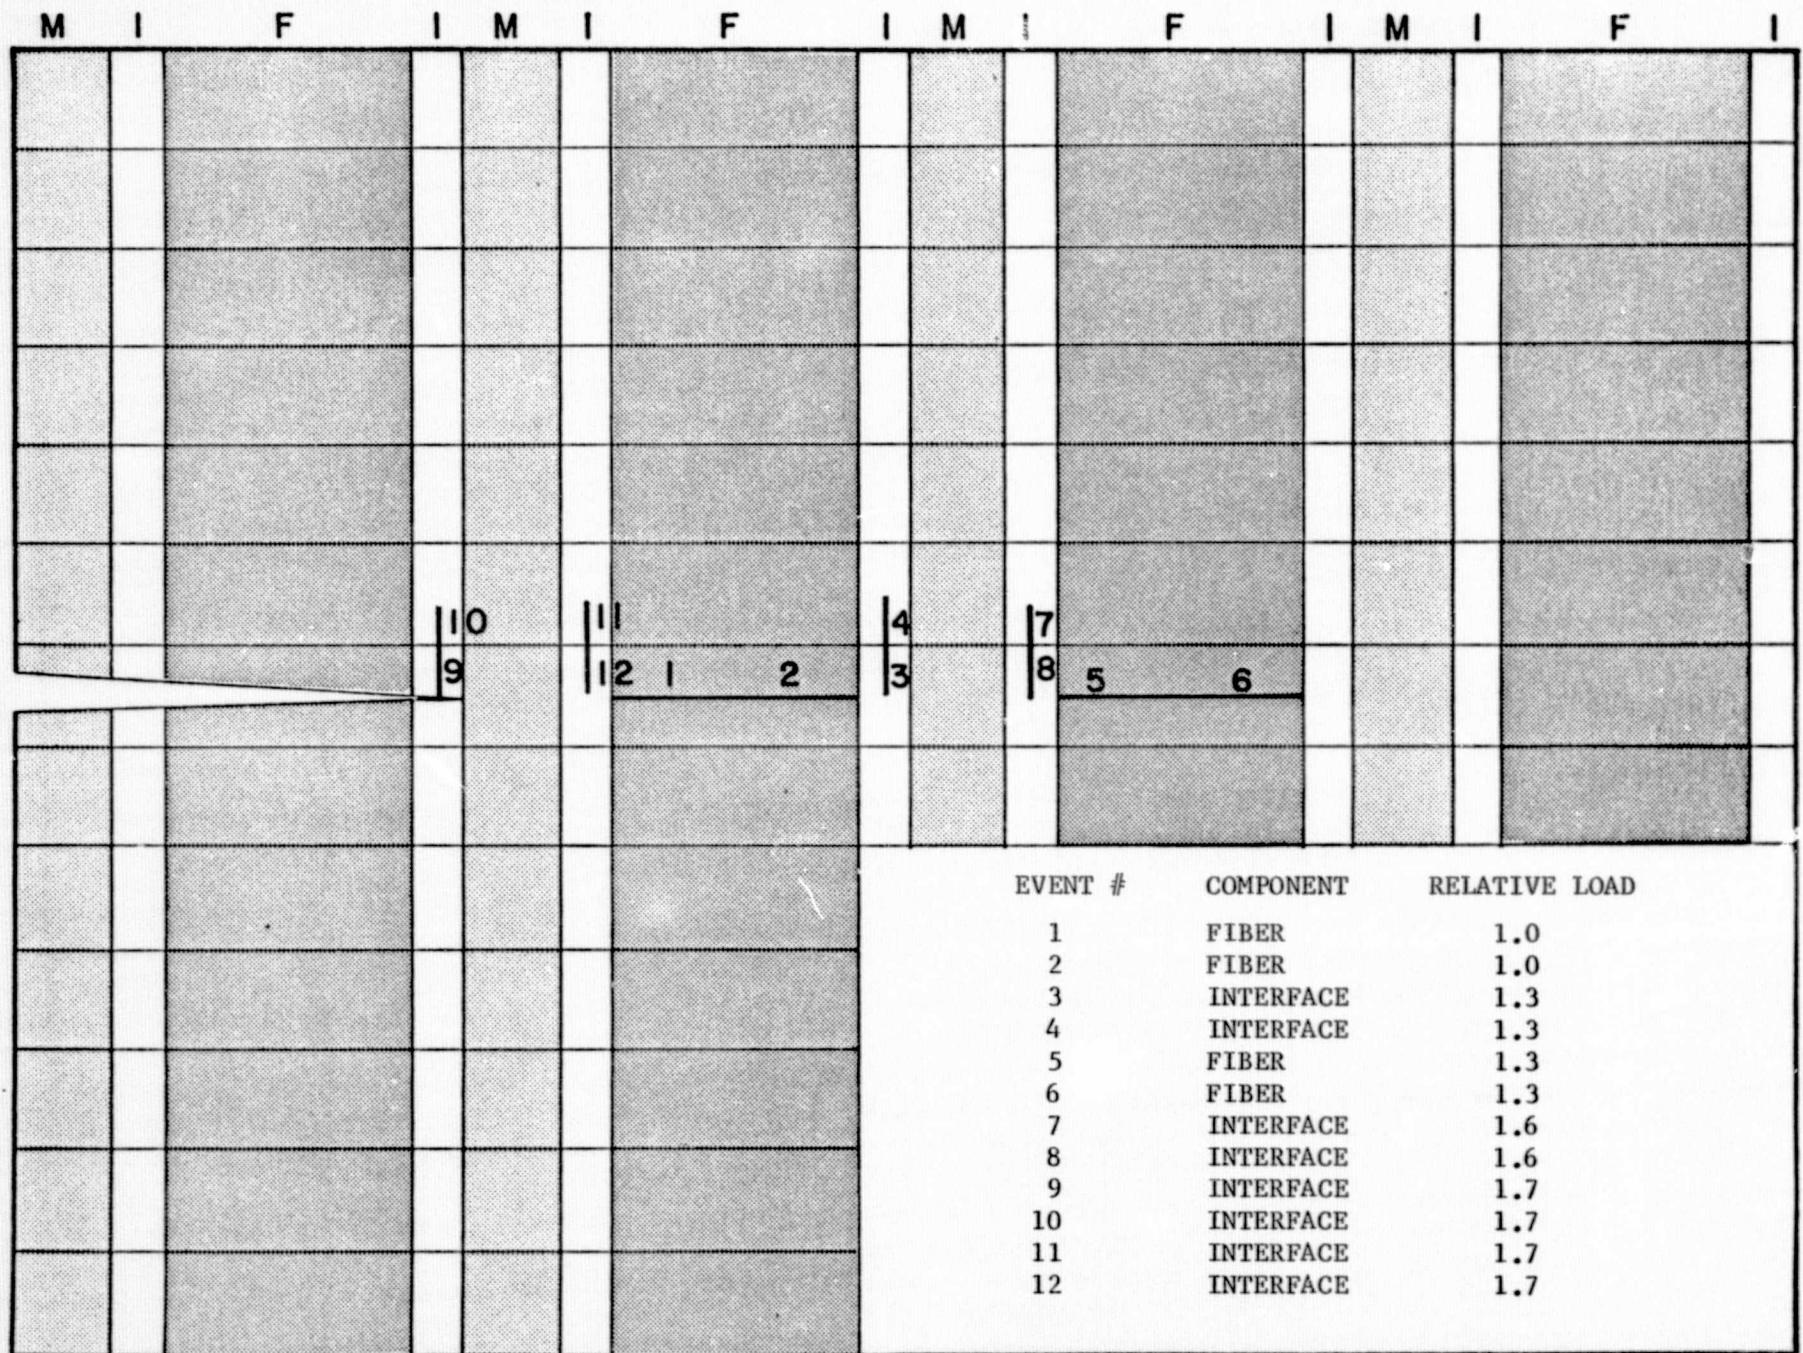 M I F I M I F I M I F I M I F I
10 11 4 7
9 12 1 2 3 8 5 6
EVENT # COMPONENT RELATIVE LOAD
1 FIBER 1.0
2 FIBER 1.0
3 INTERFACE 1.3
4 INTERFACE 1.3
5 FIBER 1.3
6 FIBER 1.3
7 INTERFACE 1.6
8 INTERFACE 1.6
9 INTERFACE 1.7
10 INTERFACE 1.7
11 INTERFACE 1.7
12 INTERFACE 1.7